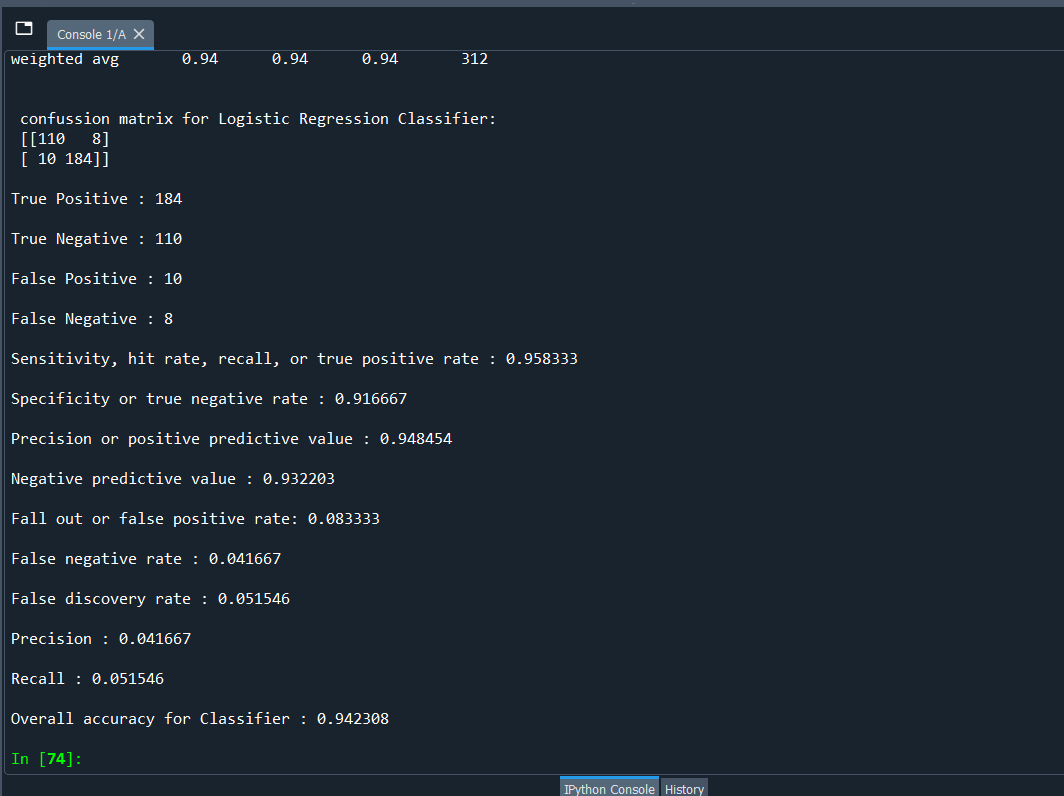 Console 1/A
weighted avg 0.94 0.94 0.94 312
confussion matrix for Logistic Regression Classifier:
[[110 8]
[ 10 184]]
True Positive : 184
True Negative : 110
False Positive : 10
False Negative : 8
Sensitivity, hit rate, recall, or true positive rate : 0.958333
Specificity or true negative rate : 0.916667
Precision or positive predictive value : 0.948454
Negative predictive value : 0.932203
Fall out or false positive rate: 0.083333
False negative rate : 0.041667
False discovery rate : 0.051546
Precision : 0.041667
Recall : 0.051546
Overall accuracy for Classifier : 0.942308
In [74]:
IPython Console History